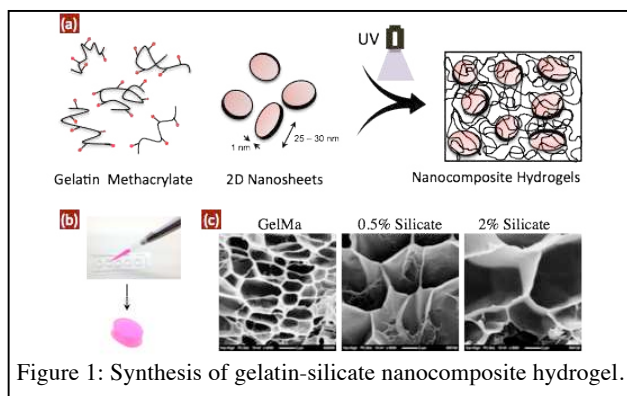 (a)
UV
1 nm
25 – 30 nm
Gelatin Methacrylate
2D Nanosheets
Nanocomposite Hydrogels
(b)
(c)
GelMa
0.5% Silicate
2% Silicate
Figure 1: Synthesis of gelatin-silicate nanocomposite hydrogel.